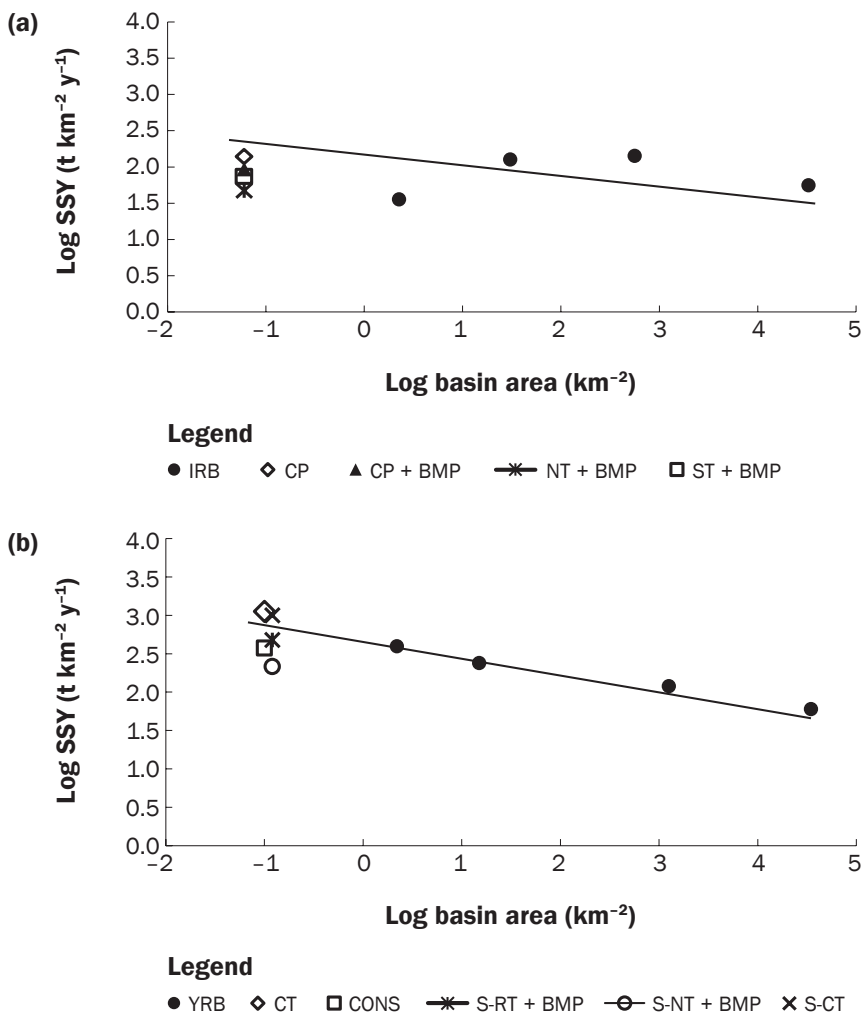 (a)
Log SSY (t km⁻² y⁻¹)
4.0
3.5
3.0
2.5
2.0
1.5
1.0
0.5
0.0
−2 −1 0 1 2 3 4 5
Log basin area (km⁻²)
Legend
IRB CP CP + BMP NT + BMP ST + BMP
(b)
Log SSY (t km⁻² y⁻¹)
4.0
3.5
3.0
2.5
2.0
1.5
1.0
0.5
0.0
−2 −1 0 1 2 3 4 5
Log basin area (km⁻²)
Legend
YRB CT CONS S-RT + BMP S-NT + BMP S-CT